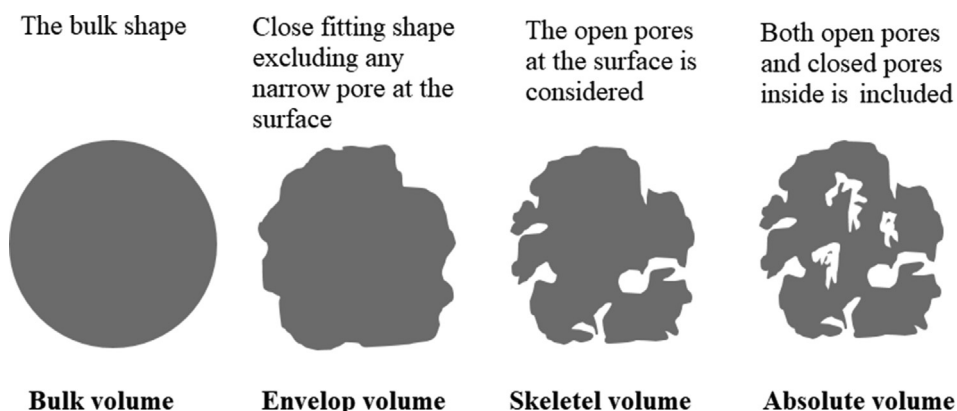 The bulk shape
Close fitting shape
excluding any
narrow pore at the
surface
The open pores
at the surface is
considered
Both open pores
and closed pores
inside is included
Bulk volume
Envelop volume
Skeletel volume
Absolute volume